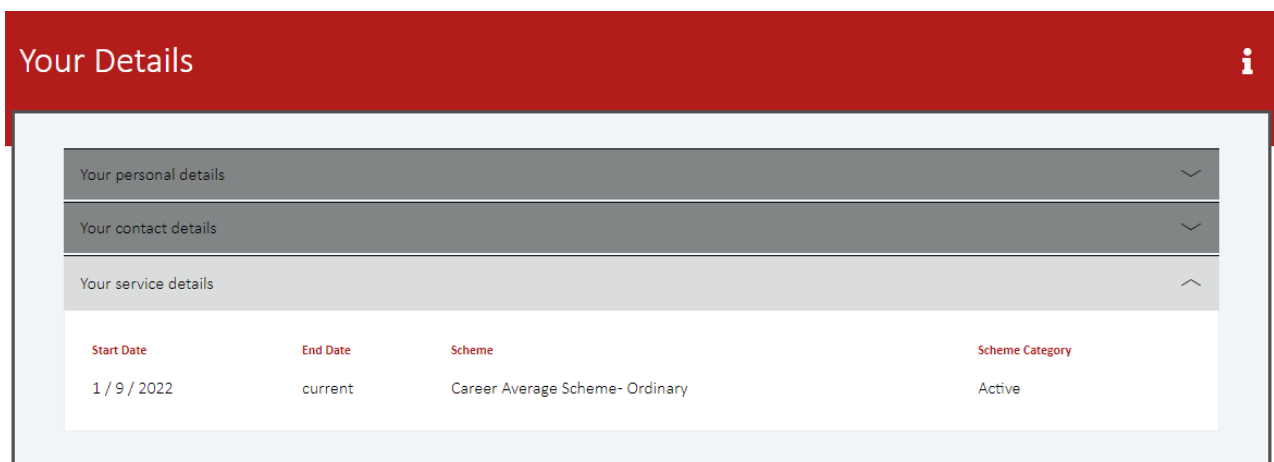 Your Details
Your personal details
Your contact details
Your service details
Start Date End Date Scheme Scheme Category
1 / 9 / 2022 current Career Average Scheme- Ordinary Active